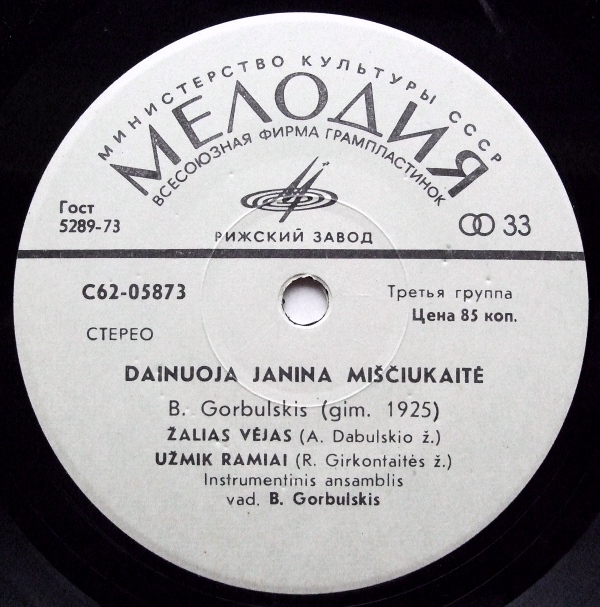 МИНИСТЕРСТВО КУЛЬТУРЫ СССР
МЕЛОДИЯ
ВСЕСОЮЗНАЯ ФИРМА ГРАМПЛАСТИНОК
Гост
5289-73
33
РИЖСКИЙ ЗАВОД
С62-05873
Третья группа
Цена 85 коп.
СТЕРЕО
DAINUOJA JANINA MIŠČIUKAITĖ
B. Gorbulskis (gim. 1925)
ŽALIAS VĖJAS (A. Dabulskio ž.)
UŽMIK RAMIAI (R. Girkontaitės ž.)
Instrumentinis ansamblis
vad. B. Gorbulskis